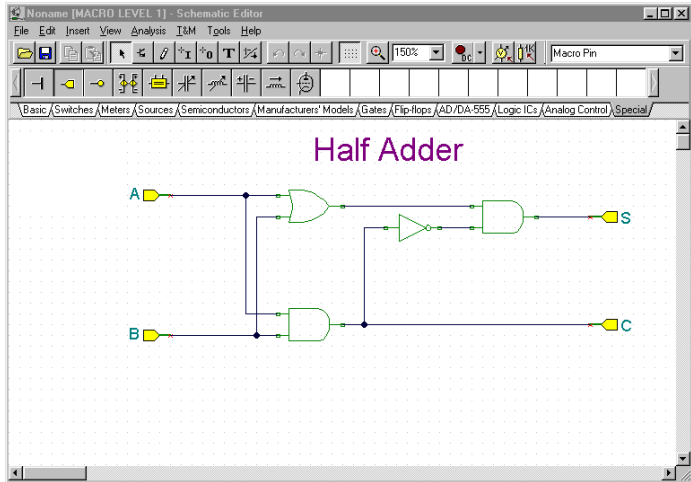 Noname [MACRO LEVEL 1] - Schematic Editor
File Edit Insert View Analysis T&M Tools Help
150% DC Macro Pin
Basic Switches Meters Sources Semiconductors Manufacturers' Models Gates Flip-flops AD/DA-555 Logic ICs Analog Control Special
Half Adder
A
S
B
C